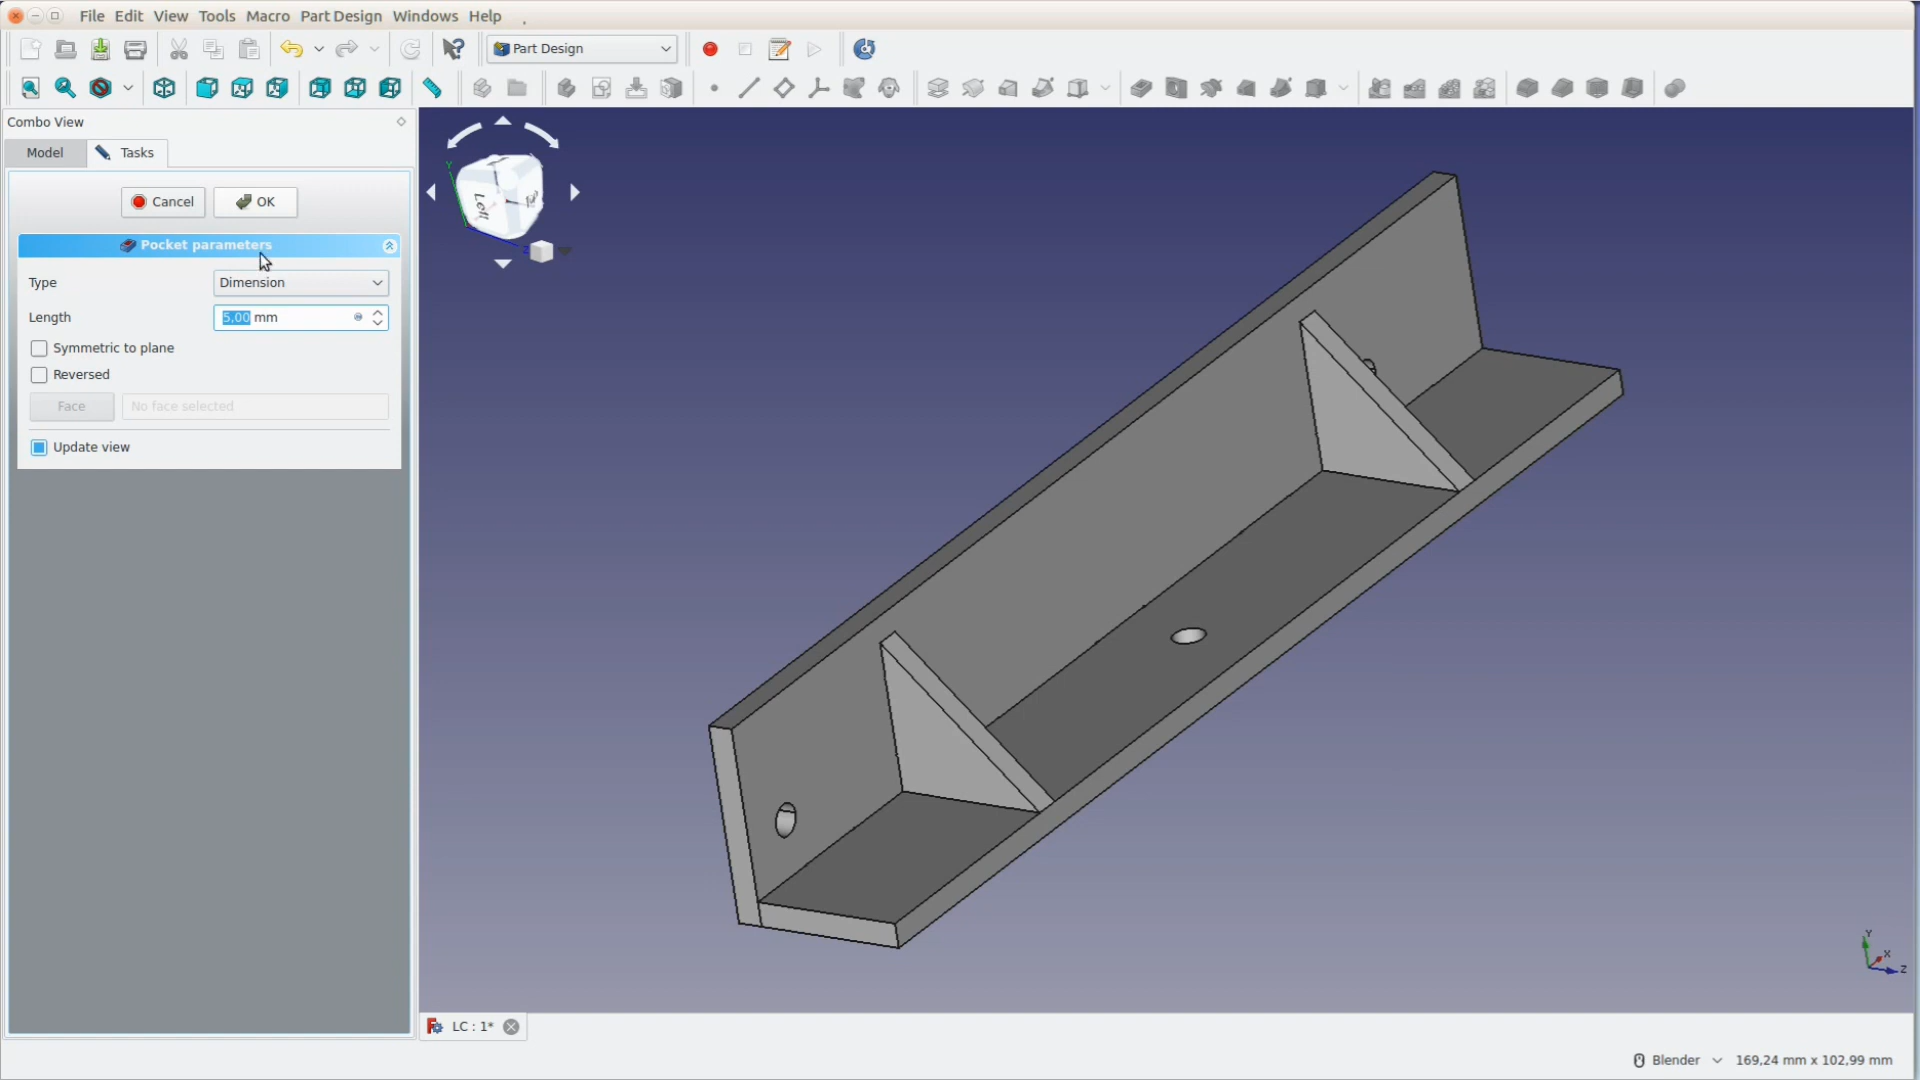 File Edit View Tools Macro Part Design Windows Help
Part Design
Combo View
Model Tasks
Cancel OK
Pocket parameters
Type Dimension
Length 5,00 mm
Symmetric to plane
Reversed
Face No face selected
Update view
Y
Left
Z
Y
X
Z
LC : 1*
Blender 169,24 mm x 102,99 mm